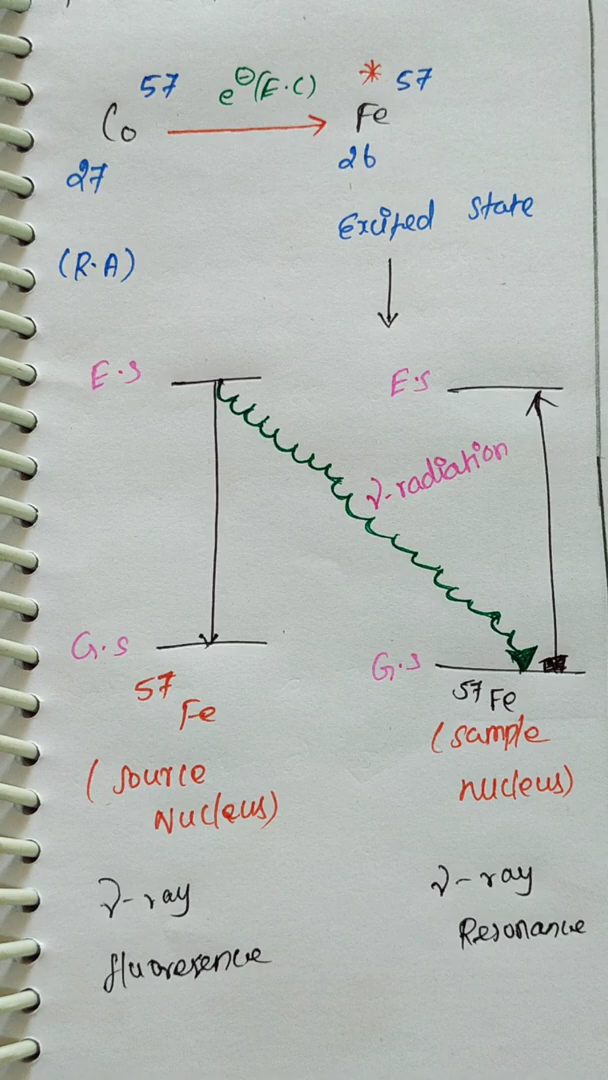 57 e⊖(E.C) * 57
Co → Fe
27 26
Excited state
(R.A)
E.S E.S
γ-radiation
G.S G.S
57 Fe 57 Fe
(source (sample
Nucleus) nucleus)
γ-ray γ-ray
fluoresence Resonance